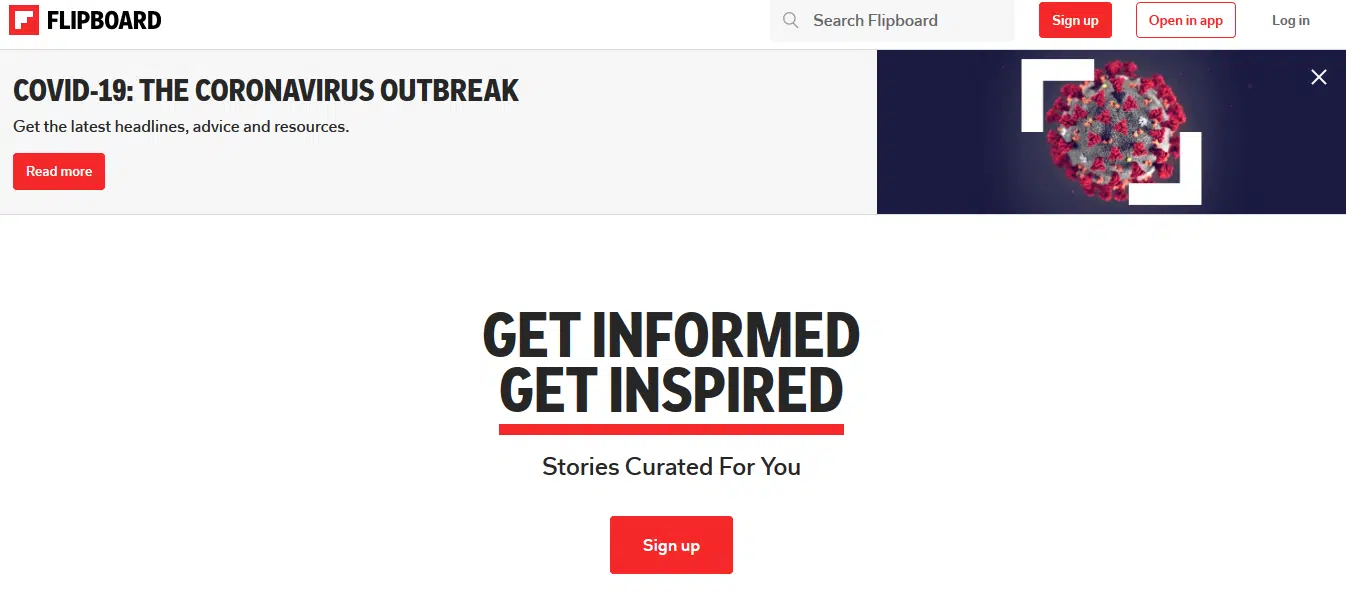 FLIPBOARD
Search Flipboard
Sign up
Open in app
Log in
COVID-19: THE CORONAVIRUS OUTBREAK
Get the latest headlines, advice and resources.
Read more
GET INFORMED
GET INSPIRED
Stories Curated For You
Sign up